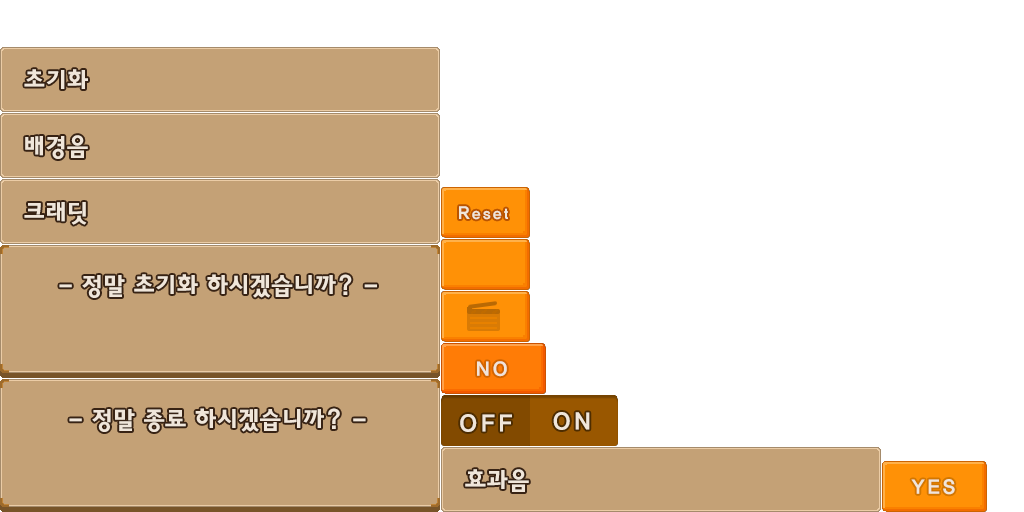 초기화
배경음
크래딧
Reset
- 정말 초기화 하시겠습니까? -
NO
- 정말 종료 하시겠습니까? -
OFF ON
효과음
YES